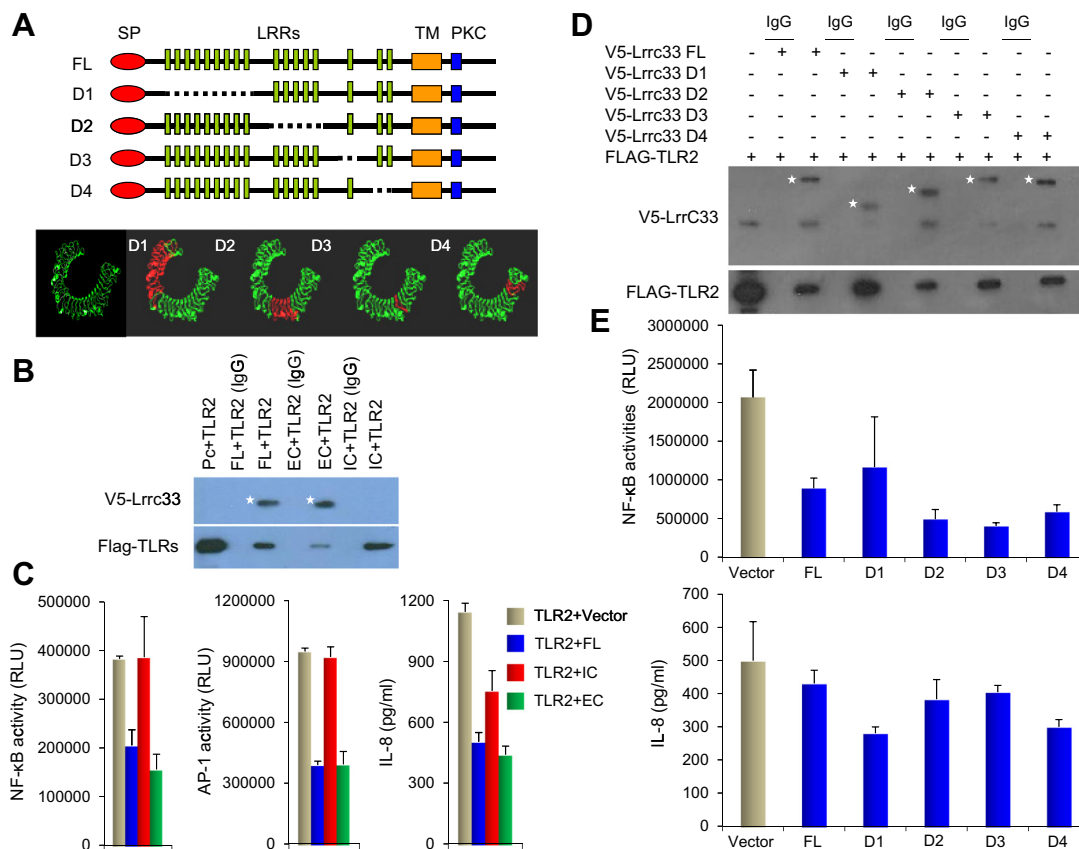 A
SP LRRs TM PKC
FL
D1
D2
D3
D4
D1 D2 D3 D4
B
Pc+TLR2
FL+TLR2 (IgG)
FL+TLR2
EC+TLR2 (IgG)
EC+TLR2
IC+TLR2 (IgG)
IC+TLR2
V5-Lrrc33
Flag-TLRs
C
NF-κB activity (RLU)
500000
400000
300000
200000
100000
0
AP-1 activity (RLU)
1200000
900000
600000
300000
0
IL-8 (pg/ml)
1200
900
600
300
0
TLR2+Vector
TLR2+FL
TLR2+IC
TLR2+EC
D
IgG IgG IgG IgG IgG
V5-Lrrc33 FL - + + - - - - - - - -
V5-Lrrc33 D1 - - - + + - - - - - -
V5-Lrrc33 D2 - - - - - + + - - - -
V5-Lrrc33 D3 - - - - - - - + + - -
V5-Lrrc33 D4 - - - - - - - - - + +
FLAG-TLR2 + + + + + + + + + + +
V5-LrrC33
FLAG-TLR2
E
NF-κB activities (RLU)
3000000
2500000
2000000
1500000
1000000
500000
0
Vector FL D1 D2 D3 D4
IL-8 (pg/ml)
700
600
500
400
300
200
100
0
Vector FL D1 D2 D3 D4